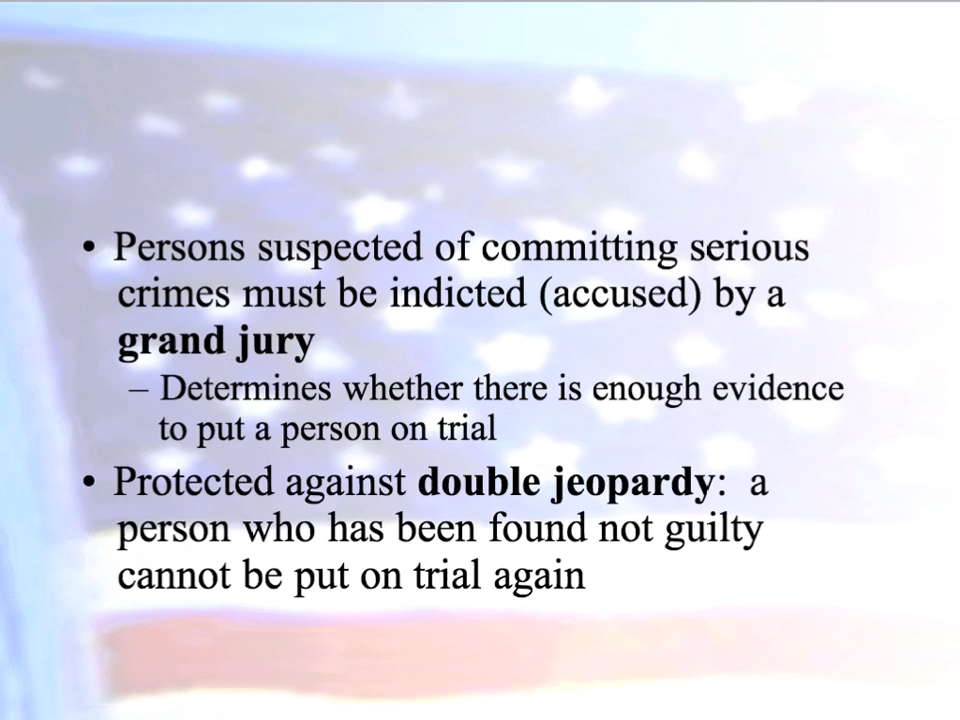 • Persons suspected of committing serious
crimes must be indicted (accused) by a
grand jury
– Determines whether there is enough evidence
to put a person on trial
• Protected against double jeopardy:  a
person who has been found not guilty
cannot be put on trial again